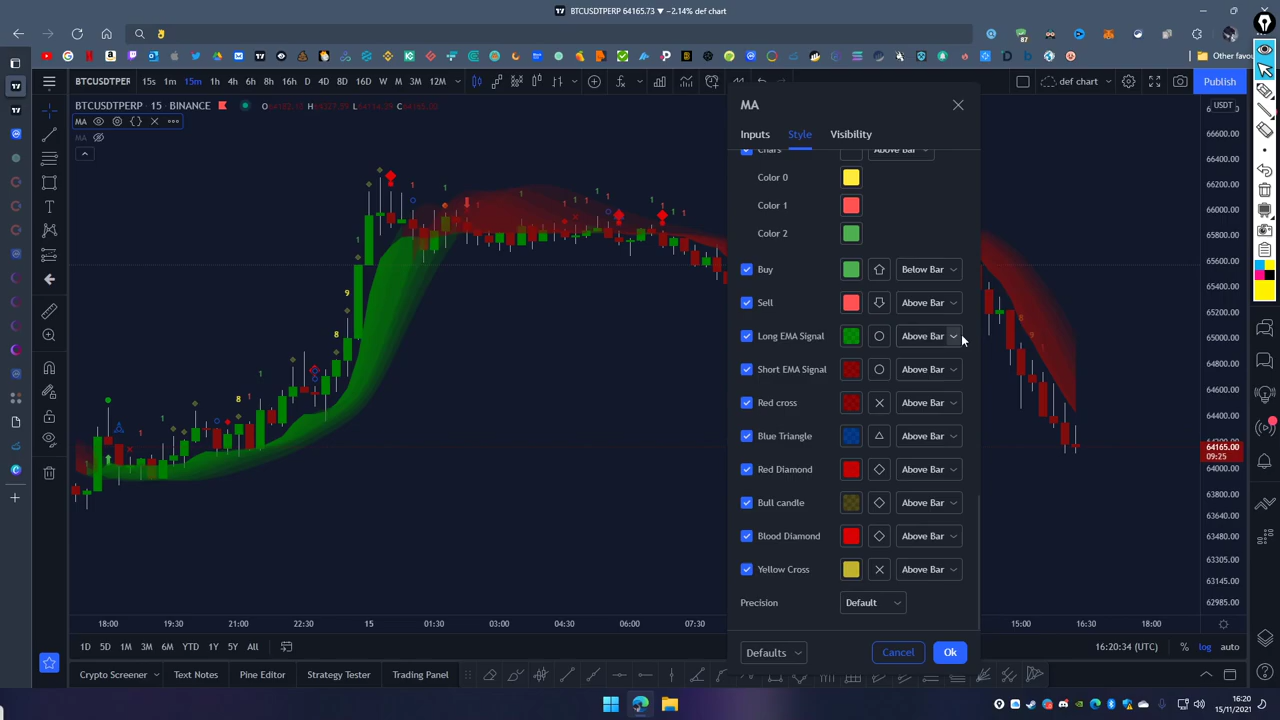 BTCUSDTPERP 64165.73 ▼ −2.14% def chart
BTCUSDTPERP 15s 1m 15m 1h 2h 4h 6h 8h 16h D 4D 8D 16D W M 3M 12M
def chart
Publish
Other favou
BTCUSDTPERP · 15 · BINANCE
MA
MA
MA
Inputs Style Visibility
Chars Above Bar
Color 0
Color 1
Color 2
Buy Below Bar
Sell Above Bar
Long EMA Signal Above Bar
Short EMA Signal Above Bar
Red cross Above Bar
Blue Triangle Above Bar
Red Diamond Above Bar
Bull candle Above Bar
Blood Diamond Above Bar
Yellow Cross Above Bar
Precision Default
Defaults Cancel Ok
USDT
66600.00
66400.00
66200.00
66000.00
65800.00
65600.00
65400.00
65200.00
65000.00
64800.00
64600.00
64400.00
64165.00
09:25
64000.00
63800.00
63640.00
63480.00
63305.00
63145.00
62985.00
18:00 19:30 21:00 22:30 15 01:30 03:00 04:30 06:00 07:30 15:00 16:30 18:00
1D 5D 1M 3M 6M YTD 1Y 5Y All
16:20:34 (UTC) % log auto
Crypto Screener Text Notes Pine Editor Strategy Tester Trading Panel
16:20
15/11/2021